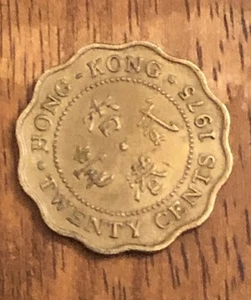 HONG-KONG·1975·
TWENTY CENTS
香港
貳毫